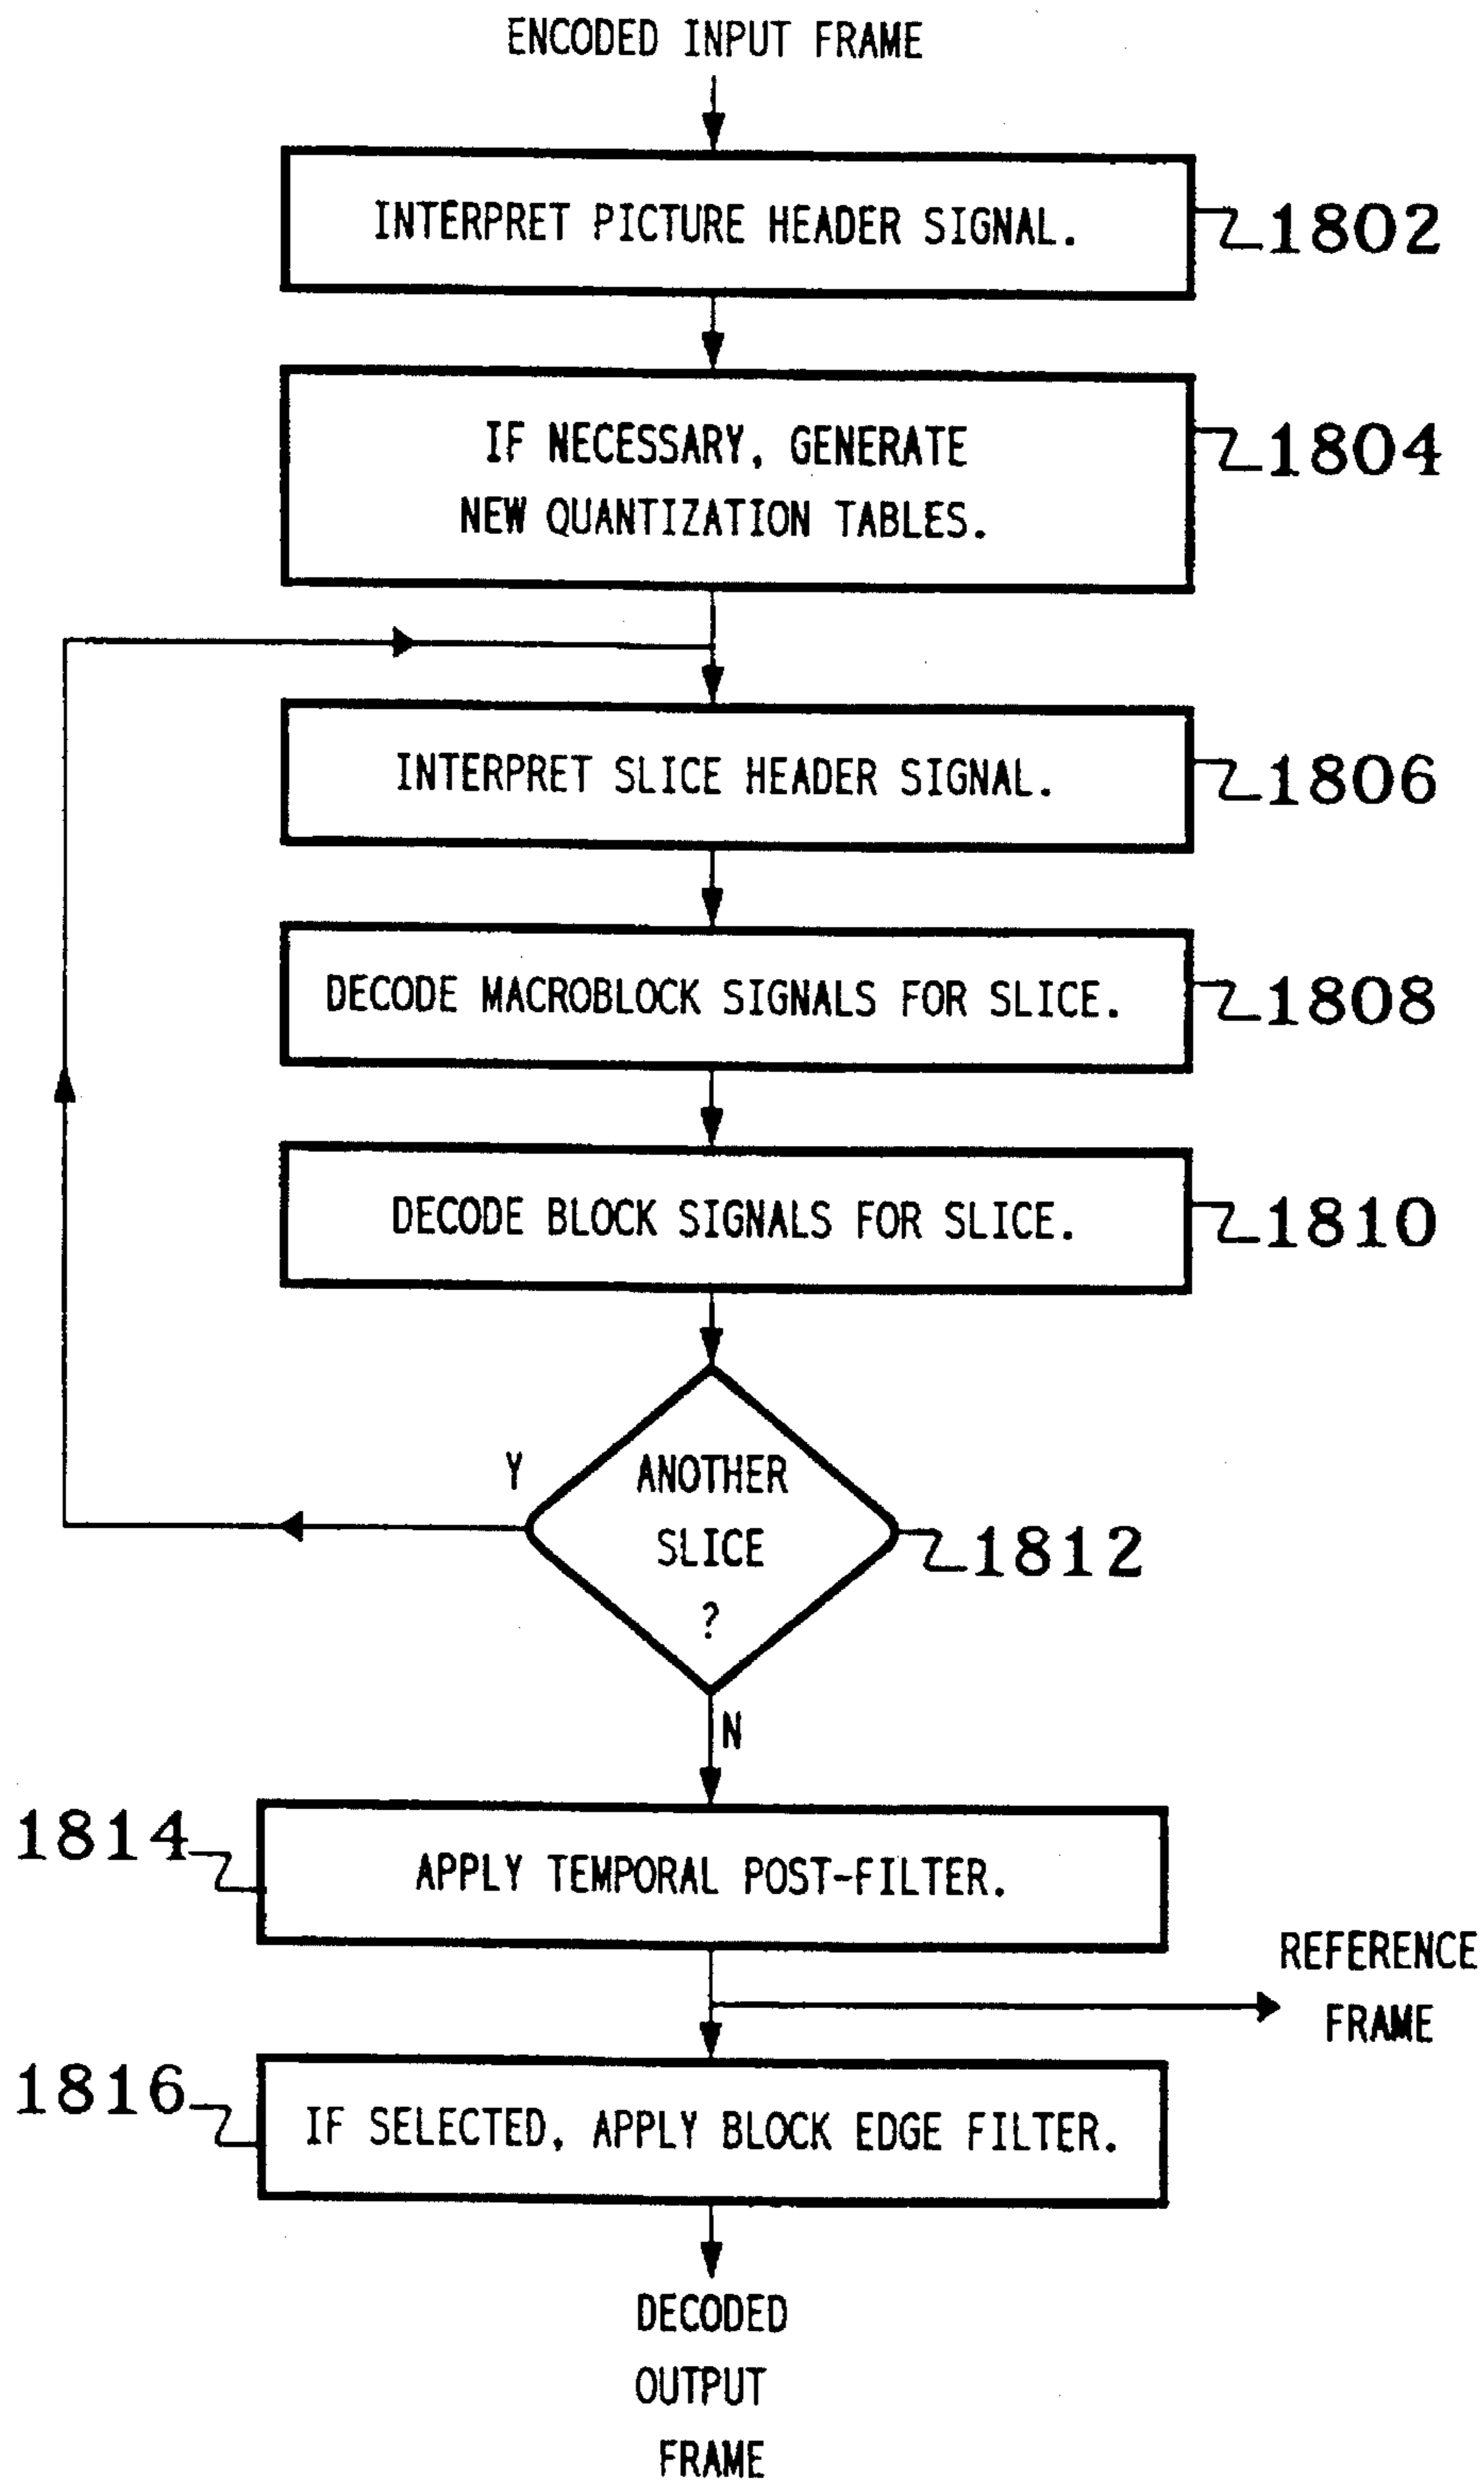 ENCODED INPUT FRAME
INTERPRET PICTURE HEADER SIGNAL.
1802
IF NECESSARY, GENERATE
NEW QUANTIZATION TABLES.
1804
INTERPRET SLICE HEADER SIGNAL.
1806
DECODE MACROBLOCK SIGNALS FOR SLICE.
1808
DECODE BLOCK SIGNALS FOR SLICE.
1810
Y
ANOTHER
SLICE
?
1812
N
1814
APPLY TEMPORAL POST-FILTER.
REFERENCE
FRAME
1816
IF SELECTED, APPLY BLOCK EDGE FILTER.
DECODED
OUTPUT
FRAME